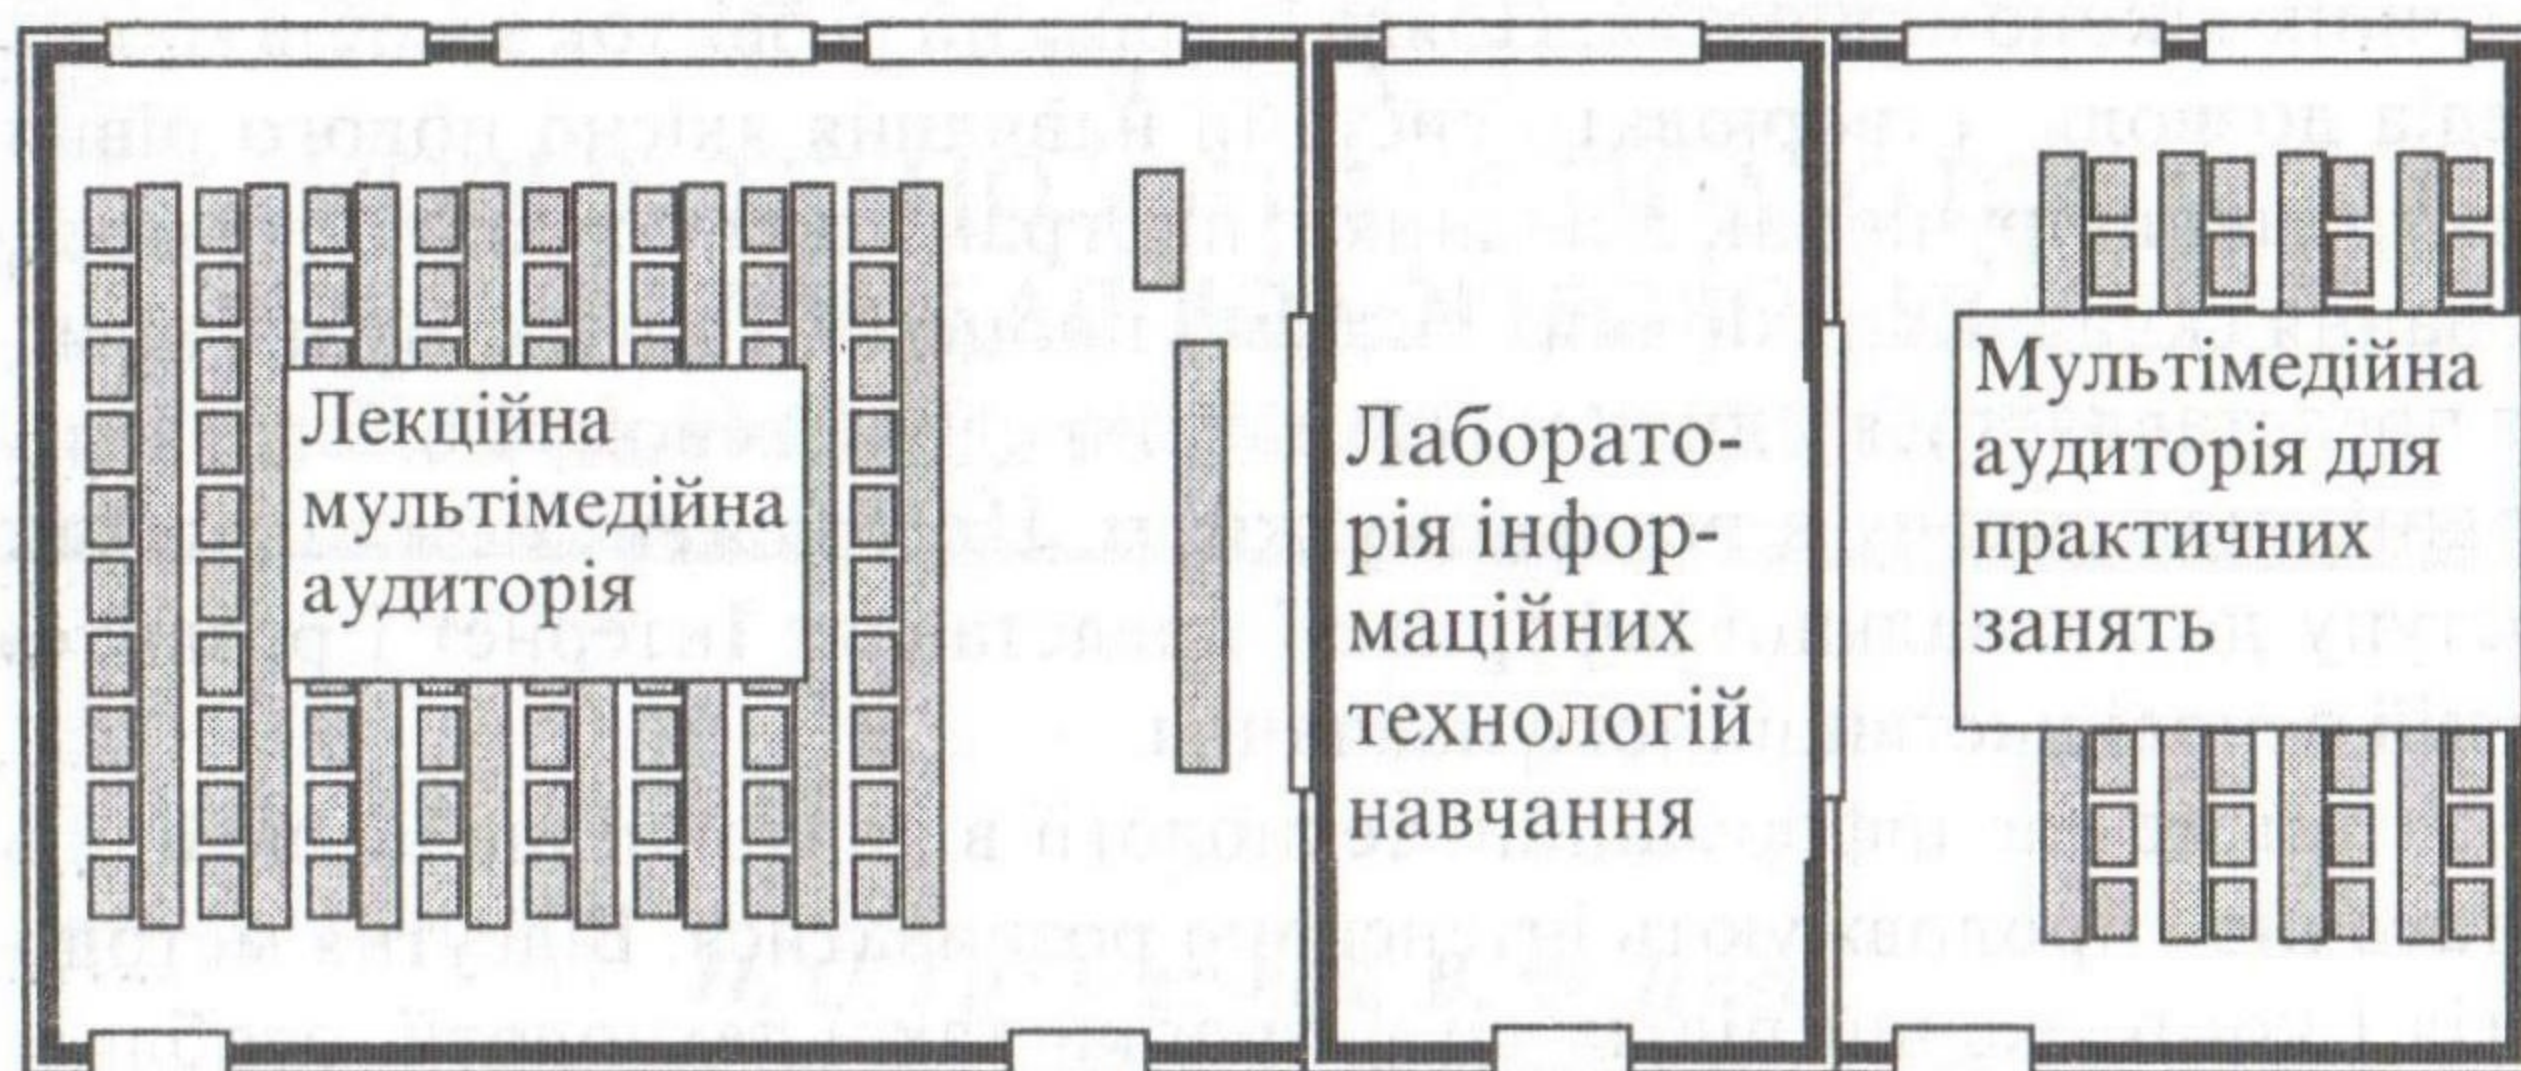 Лекційна
мультімедійна
аудиторія
Лаборато-
рія інфор-
маційних
технологій
навчання
Мультімедійна
аудиторія для
практичних
занять